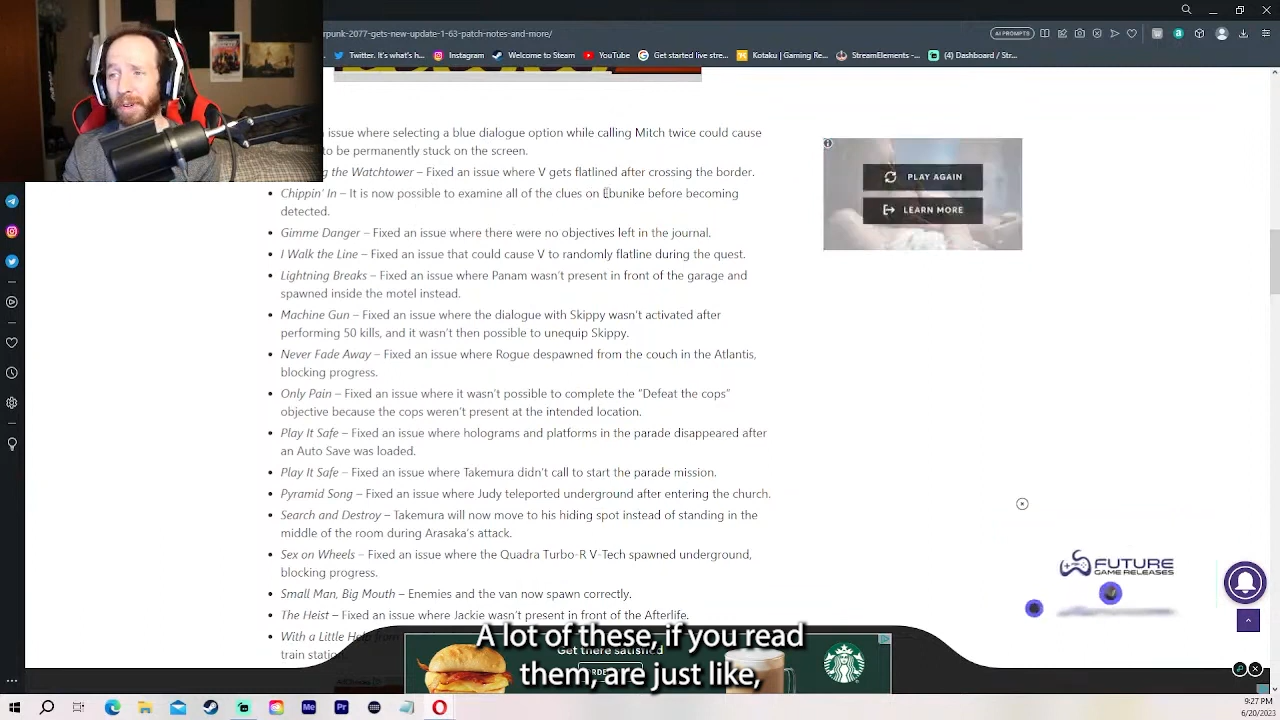 rpunk-2077-gets-new-update-1-63-patch-notes-and-more/
AI PROMPTS
Twitter. It's what's h...
Instagram
Welcome to Steam
YouTube
Get started live stre...
Kotaku | Gaming Re...
StreamElements -...
(4) Dashboard / Str...
issue where selecting a blue dialogue option while calling Mitch twice could cause
to be permanently stuck on the screen.
g the Watchtower – Fixed an issue where V gets flatlined after crossing the border.
Chippin' In – It is now possible to examine all of the clues on Ebunike before becoming
detected.
Gimme Danger – Fixed an issue where there were no objectives left in the journal.
I Walk the Line – Fixed an issue that could cause V to randomly flatline during the quest.
Lightning Breaks – Fixed an issue where Panam wasn't present in front of the garage and
spawned inside the motel instead.
Machine Gun – Fixed an issue where the dialogue with Skippy wasn't activated after
performing 50 kills, and it wasn't then possible to unequip Skippy.
Never Fade Away – Fixed an issue where Rogue despawned from the couch in the Atlantis,
blocking progress.
Only Pain – Fixed an issue where it wasn't possible to complete the "Defeat the cops"
objective because the cops weren't present at the intended location.
Play It Safe – Fixed an issue where holograms and platforms in the parade disappeared after
an Auto Save was loaded.
Play It Safe – Fixed an issue where Takemura didn't call to start the parade mission.
Pyramid Song – Fixed an issue where Judy teleported underground after entering the church.
Search and Destroy – Takemura will now move to his hiding spot instead of standing in the
middle of the room during Arasaka's attack.
Sex on Wheels – Fixed an issue where the Quadra Turbo-R V-Tech spawned underground,
blocking progress.
Small Man, Big Mouth – Enemies and the van now spawn correctly.
The Heist – Fixed an issue where Jackie wasn't present in front of the Afterlife.
With a Little Help from
train stati
PLAY AGAIN
LEARN MORE
FUTURE
GAME RELEASES
Get there satisfied
A lot of these, if you read
them, are just like,
Me
Pr
9:27 PM
6/20/2023